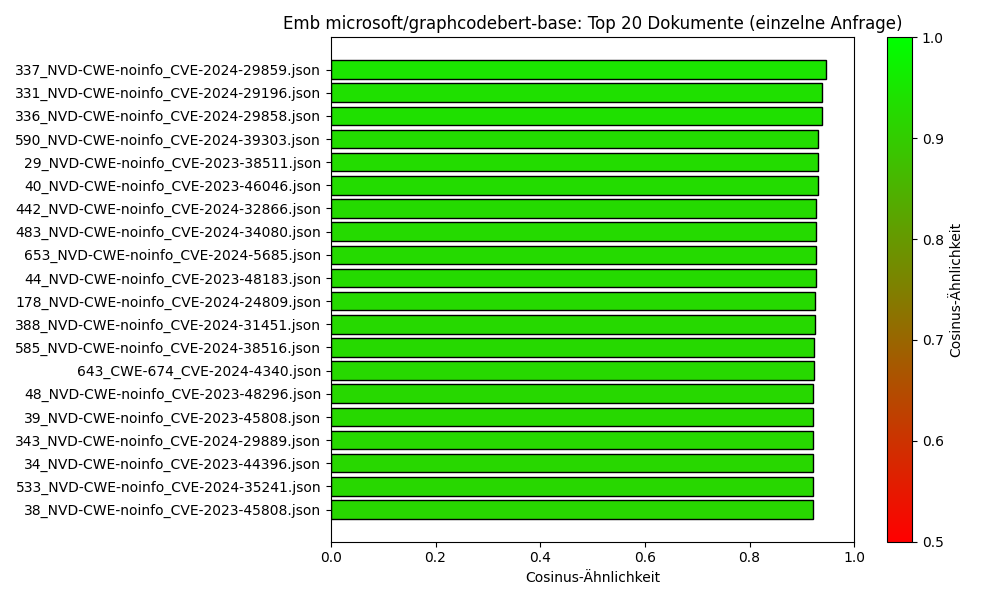 Emb microsoft/graphcodebert-base: Top 20 Dokumente (einzelne Anfrage)
337_NVD-CWE-noinfo_CVE-2024-29859.json
331_NVD-CWE-noinfo_CVE-2024-29196.json
336_NVD-CWE-noinfo_CVE-2024-29858.json
590_NVD-CWE-noinfo_CVE-2024-39303.json
29_NVD-CWE-noinfo_CVE-2023-38511.json
40_NVD-CWE-noinfo_CVE-2023-46046.json
442_NVD-CWE-noinfo_CVE-2024-32866.json
483_NVD-CWE-noinfo_CVE-2024-34080.json
653_NVD-CWE-noinfo_CVE-2024-5685.json
44_NVD-CWE-noinfo_CVE-2023-48183.json
178_NVD-CWE-noinfo_CVE-2024-24809.json
388_NVD-CWE-noinfo_CVE-2024-31451.json
585_NVD-CWE-noinfo_CVE-2024-38516.json
643_CWE-674_CVE-2024-4340.json
48_NVD-CWE-noinfo_CVE-2023-48296.json
39_NVD-CWE-noinfo_CVE-2023-45808.json
343_NVD-CWE-noinfo_CVE-2024-29889.json
34_NVD-CWE-noinfo_CVE-2023-44396.json
533_NVD-CWE-noinfo_CVE-2024-35241.json
38_NVD-CWE-noinfo_CVE-2023-45808.json
0.0 0.2 0.4 0.6 0.8 1.0
Cosinus-Ähnlichkeit
1.0
0.9
0.8
0.7
0.6
0.5
Cosinus-Ähnlichkeit